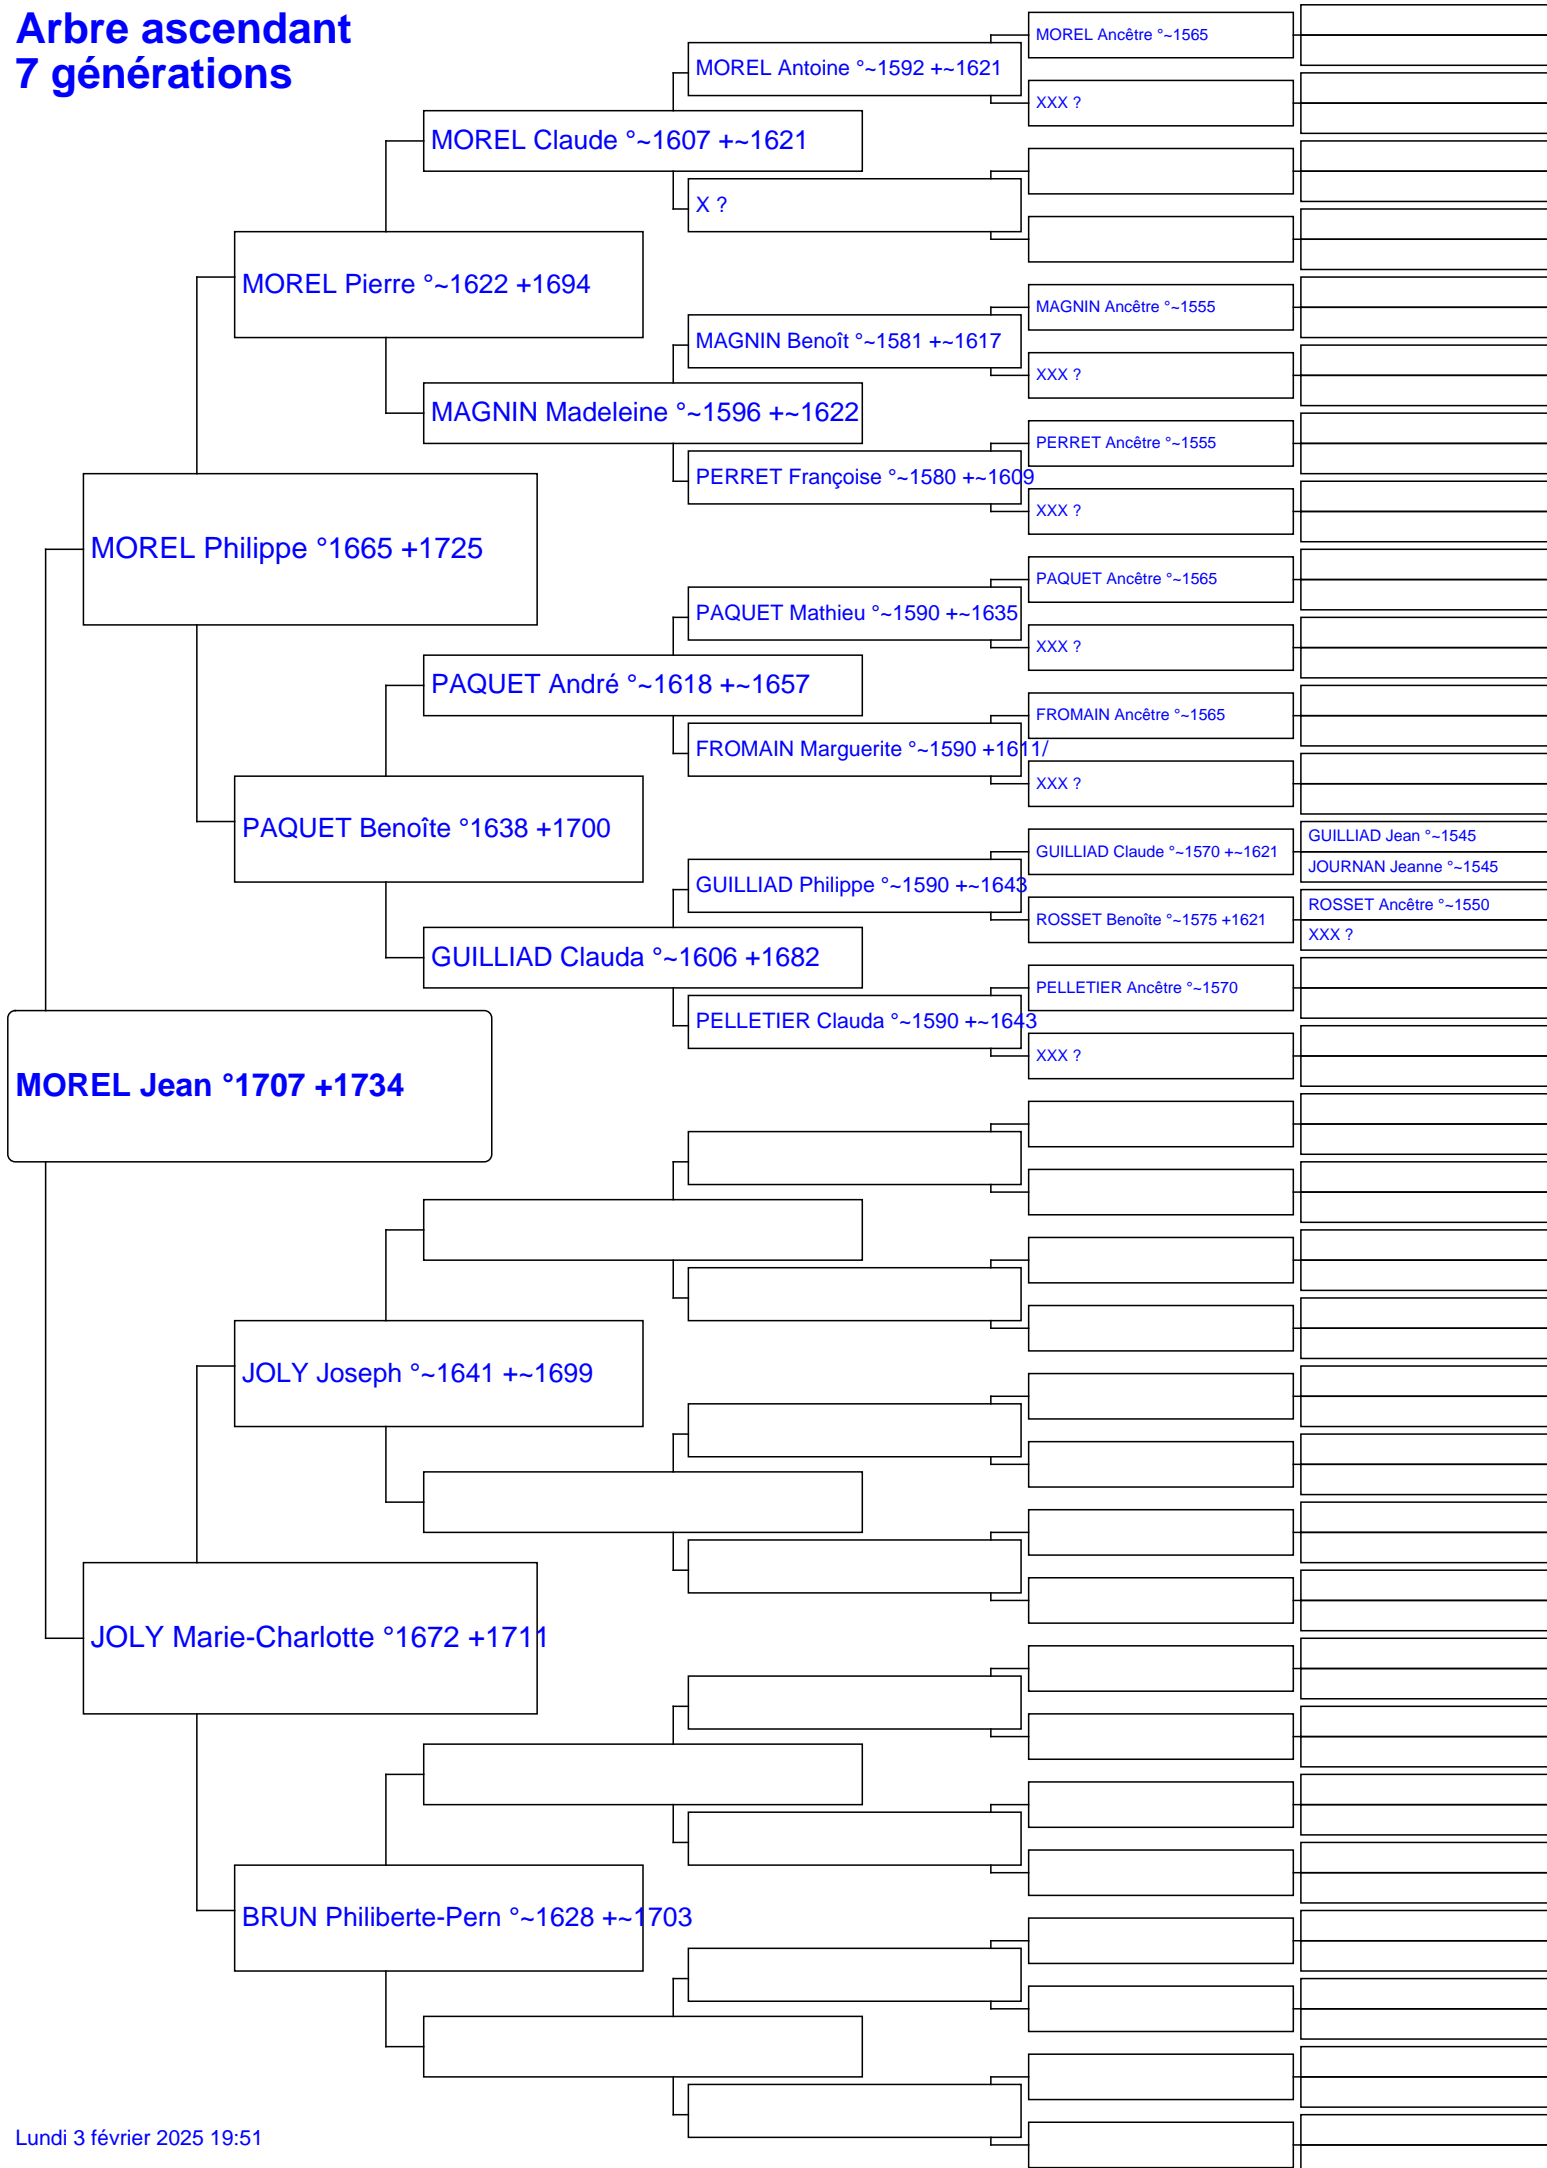 Arbre ascendant
7 générations
MOREL Ancêtre °~1565
MOREL Antoine °~1592 +~1621
XXX ?
MOREL Claude °~1607 +~1621
X ?
MOREL Pierre °~1622 +1694
MAGNIN Ancêtre °~1555
MAGNIN Benoît °~1581 +~1617
XXX ?
MAGNIN Madeleine °~1596 +~1622
PERRET Ancêtre °~1555
PERRET Françoise °~1580 +~1609
XXX ?
MOREL Philippe °1665 +1725
PAQUET Ancêtre °~1565
PAQUET Mathieu °~1590 +~1635
XXX ?
PAQUET André °~1618 +~1657
FROMAIN Ancêtre °~1565
FROMAIN Marguerite °~1590 +1611/
XXX ?
PAQUET Benoîte °1638 +1700
GUILLIAD Jean °~1545
GUILLIAD Claude °~1570 +~1621
JOURNAN Jeanne °~1545
GUILLIAD Philippe °~1590 +~1643
ROSSET Ancêtre °~1550
ROSSET Benoîte °~1575 +1621
XXX ?
GUILLIAD Clauda °~1606 +1682
PELLETIER Ancêtre °~1570
PELLETIER Clauda °~1590 +~1643
XXX ?
MOREL Jean °1707 +1734
JOLY Joseph °~1641 +~1699
JOLY Marie-Charlotte °1672 +1711
BRUN Philiberte-Pern °~1628 +~1703
Lundi 3 février 2025 19:51